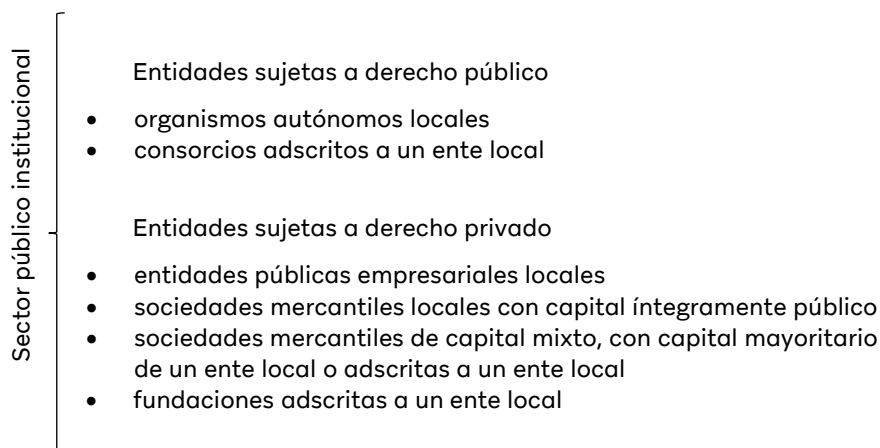 Sector público institucional
Entidades sujetas a derecho público
• organismos autónomos locales
• consorcios adscritos a un ente local
Entidades sujetas a derecho privado
• entidades públicas empresariales locales
• sociedades mercantiles locales con capital íntegramente público
• sociedades mercantiles de capital mixto, con capital mayoritario
de un ente local o adscritas a un ente local
• fundaciones adscritas a un ente local